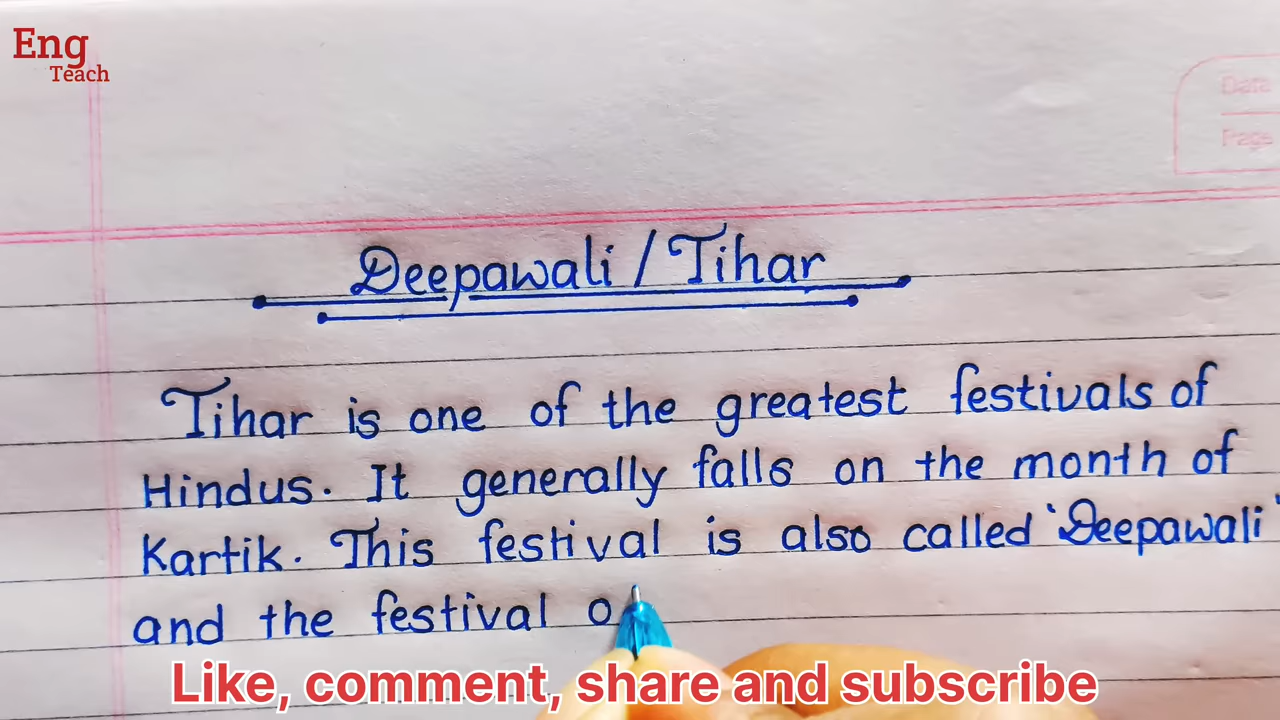 Eng
Teach
Data
Page
Deepawali / Tihar
Tihar is one of the greatest festivals of
Hindus. It generally falls on the month of
Kartik. This festival is also called 'Deepawali'
and the festival o
Like, comment, share and subscribe